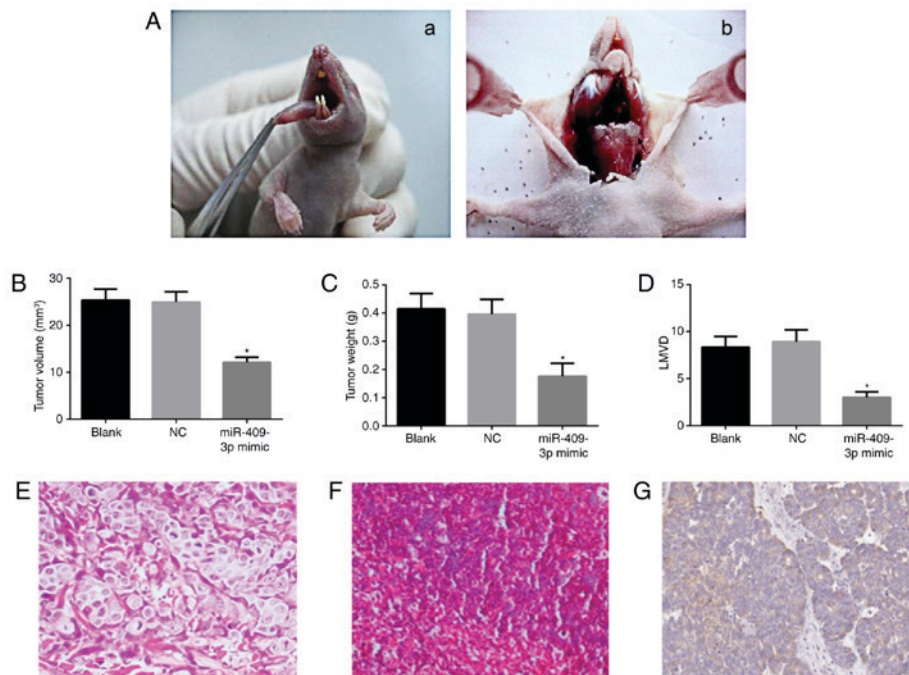 A
a
b
B
Tumor volume (mm³)
30
20
10
0
*
Blank
NC
miR-409-
3p mimic
C
Tumor weight (g)
0.5
0.4
0.3
0.2
0.1
0.0
*
Blank
NC
miR-409-
3p mimic
D
LMVD
15
10
5
0
*
Blank
NC
miR-409-
3p mimic
E
F
G